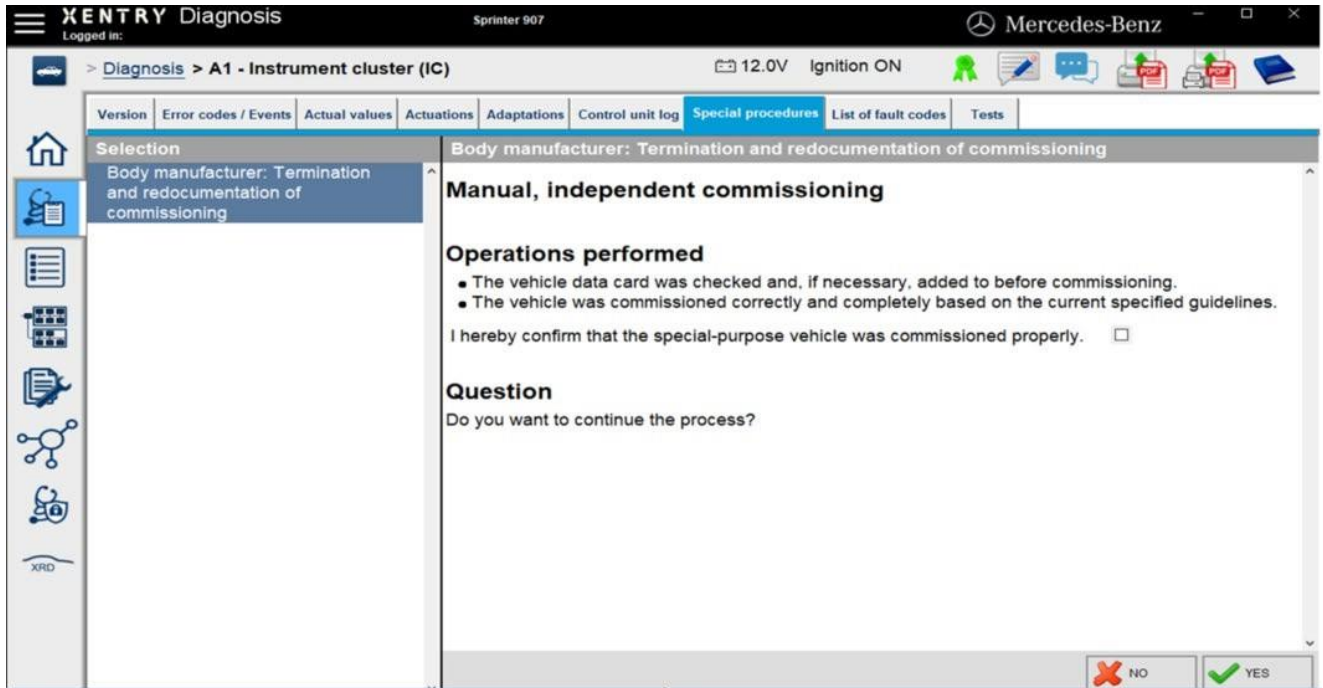 XENTRY Diagnosis
Logged in:
Sprinter 907
Mercedes-Benz
> Diagnosis > A1 - Instrument cluster (IC)
12.0V
Ignition ON
PDF
PDF
Version
Error codes / Events
Actual values
Actuations
Adaptations
Control unit log
Special procedures
List of fault codes
Tests
Selection
Body manufacturer: Termination
and redocumentation of
commissioning
Body manufacturer: Termination and redocumentation of commissioning
Manual, independent commissioning
Operations performed
• The vehicle data card was checked and, if necessary, added to before commissioning.
• The vehicle was commissioned correctly and completely based on the current specified guidelines.
I hereby confirm that the special-purpose vehicle was commissioned properly.
Question
Do you want to continue the process?
XRD
NO
YES